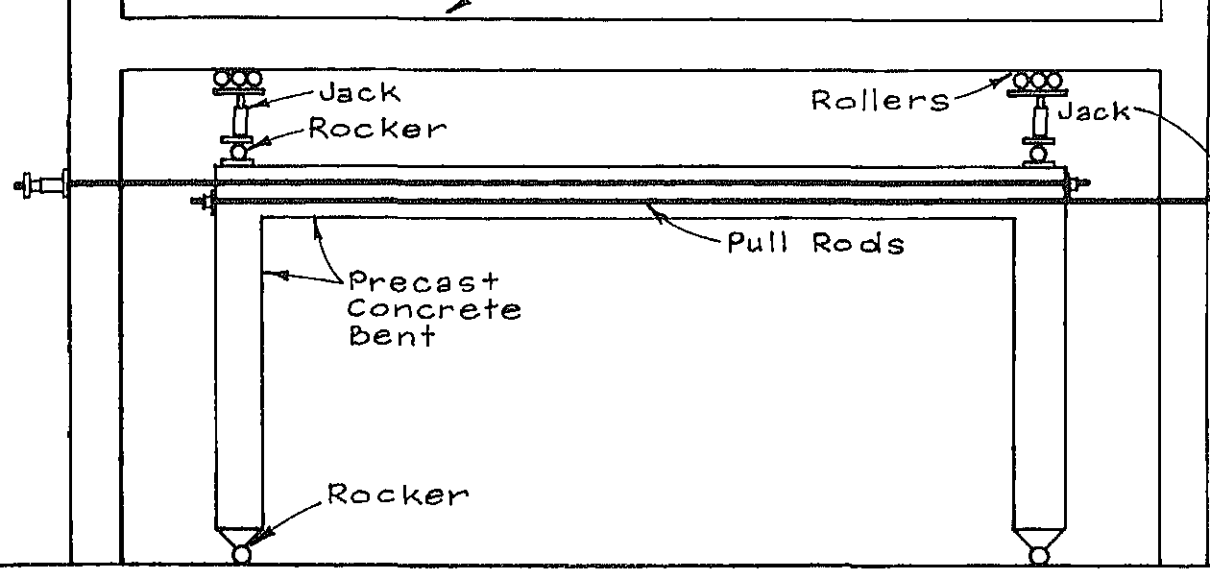 Jack
Rocker
Rollers
Jack
Pull Rods
Precast
Concrete
Bent
Rocker